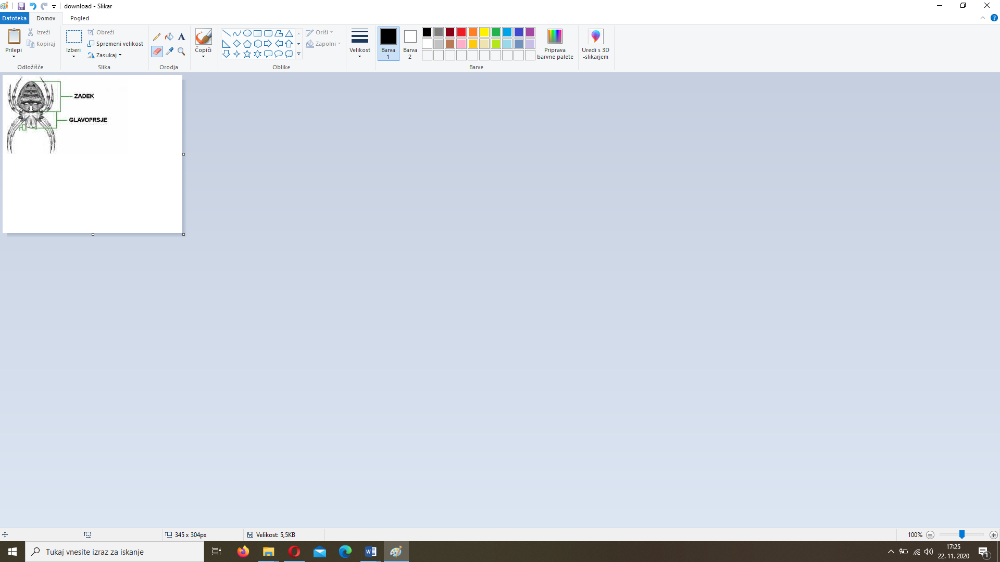 download - Slikar
Datoteka Domov Pogled
Prilepi
Izreži
Kopiraj
Odložišče
Izberi
Obreži
Spremeni velikost
Zasukaj
Slika
Orodja
Čopiči
Oblike
Oriši
Zapolni
Velikost
Barva 1
Barva 2
Barve
Priprava barvne palete
Uredi s 3D -slikarjem
ZADEK
GLAVOPRSJE
345 x 304px
Velikost: 5,5KB
100%
Tukaj vnesite izraz za iskanje
17:25
22. 11. 2020
1